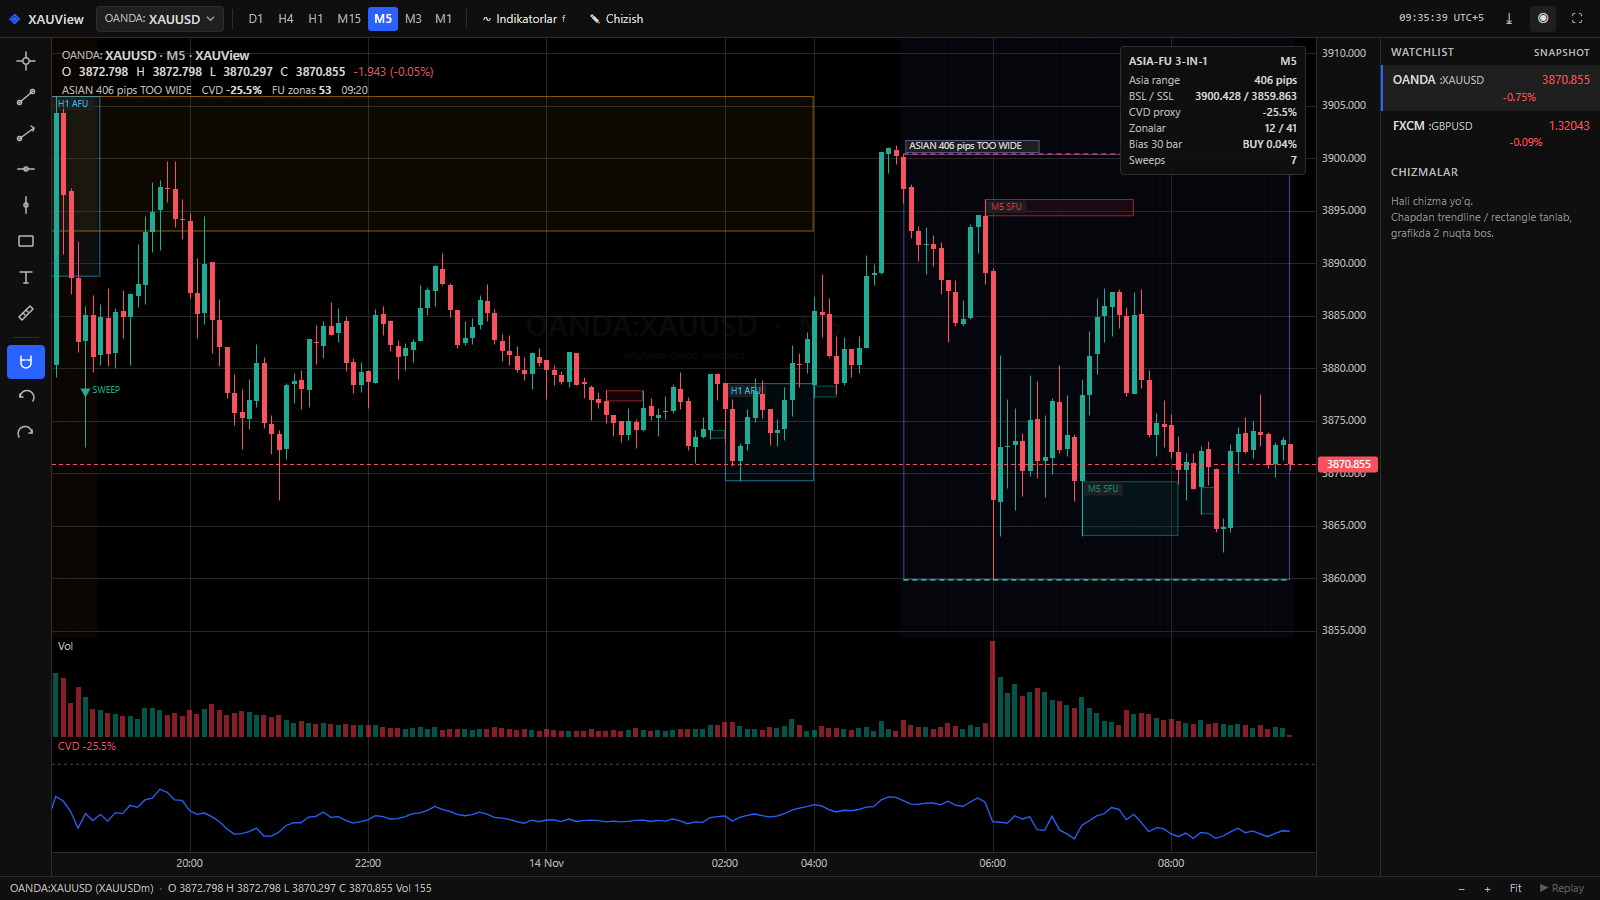 XAUView OANDA: XAUUSD D1 H4 H1 M15 M5 M3 M1 Indikatorlar f Chizish 09:35:39 UTC+5
OANDA: XAUUSD · M5 · XAUView
O 3872.798 H 3872.798 L 3870.297 C 3870.855 -1.943 (-0.05%)
ASIAN 406 pips TOO WIDE CVD -25.5% FU zonas 53 09:20
H1 AFU
SWEEP
H1 AFU
OANDA:XAUUSD · M5
XAUView demo snapshot
ASIAN 406 pips TOO WIDE
M5 SFU
M5 SFU
ASIA-FU 3-IN-1 M5
Asia range 406 pips
BSL / SSL 3900.428 / 3859.863
CVD proxy -25.5%
Zonalar 12 / 41
Bias 30 bar BUY 0.04%
Sweeps 7
3910.000
3905.000
3900.000
3895.000
3890.000
3885.000
3880.000
3875.000
3870.855
3870.000
3865.000
3860.000
3855.000
WATCHLIST SNAPSHOT
OANDA :XAUUSD 3870.855
-0.75%
FXCM :GBPUSD 1.32043
-0.09%
CHIZMALAR
Hali chizma yo'q.
Chapdan trendline / rectangle tanlab,
grafikda 2 nuqta bos.
Vol
CVD -25.5%
20:00 22:00 14 Nov 02:00 04:00 06:00 08:00
OANDA:XAUUSD (XAUUSDm) · O 3872.798 H 3872.798 L 3870.297 C 3870.855 Vol 155 − + Fit Replay